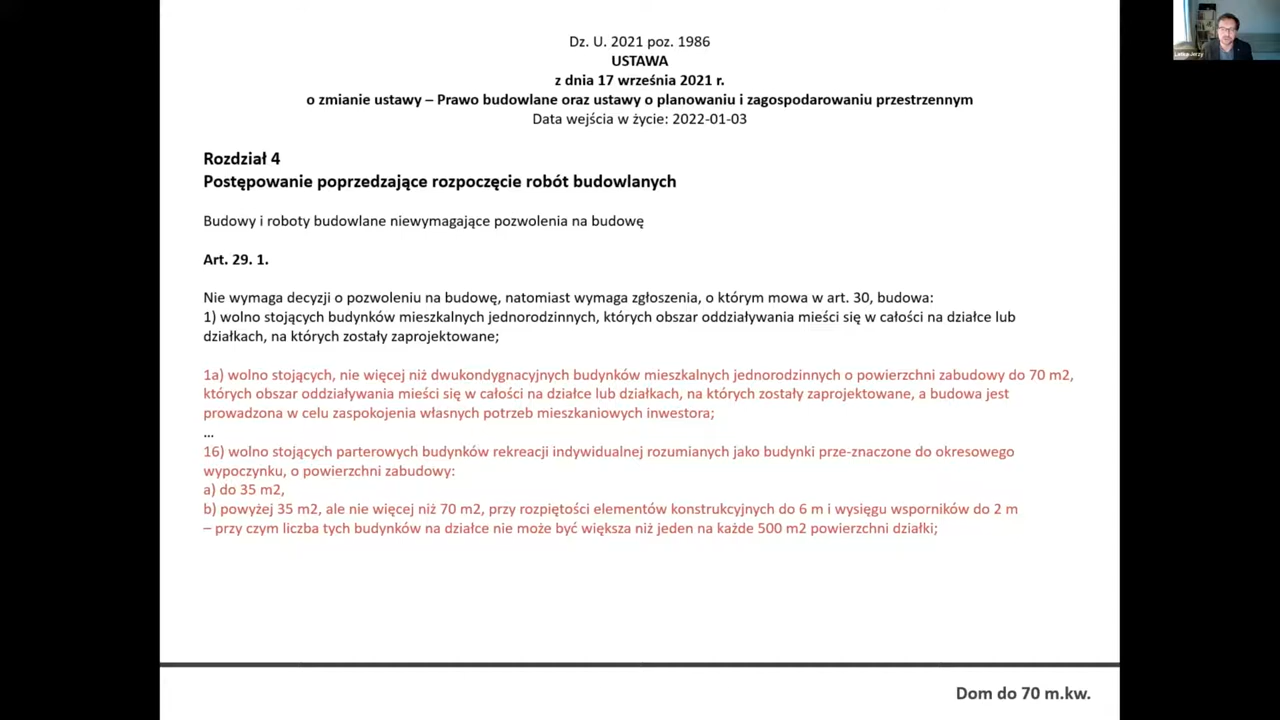 Dz. U. 2021 poz. 1986
USTAWA
z dnia 17 września 2021 r.
o zmianie ustawy – Prawo budowlane oraz ustawy o planowaniu i zagospodarowaniu przestrzennym
Data wejścia w życie: 2022-01-03
Rozdział 4
Postępowanie poprzedzające rozpoczęcie robót budowlanych
Budowy i roboty budowlane niewymagające pozwolenia na budowę
Art. 29. 1.
Nie wymaga decyzji o pozwoleniu na budowę, natomiast wymaga zgłoszenia, o którym mowa w art. 30, budowa:
1) wolno stojących budynków mieszkalnych jednorodzinnych, których obszar oddziaływania mieści się w całości na działce lub
działkach, na których zostały zaprojektowane;
1a) wolno stojących, nie więcej niż dwukondygnacyjnych budynków mieszkalnych jednorodzinnych o powierzchni zabudowy do 70 m2,
których obszar oddziaływania mieści się w całości na działce lub działkach, na których zostały zaprojektowane, a budowa jest
prowadzona w celu zaspokojenia własnych potrzeb mieszkaniowych inwestora;
...
16) wolno stojących parterowych budynków rekreacji indywidualnej rozumianych jako budynki prze-znaczone do okresowego
wypoczynku, o powierzchni zabudowy:
a) do 35 m2,
b) powyżej 35 m2, ale nie więcej niż 70 m2, przy rozpiętości elementów konstrukcyjnych do 6 m i wysięgu wsporników do 2 m
– przy czym liczba tych budynków na działce nie może być większa niż jeden na każde 500 m2 powierzchni działki;
Dom do 70 m.kw.